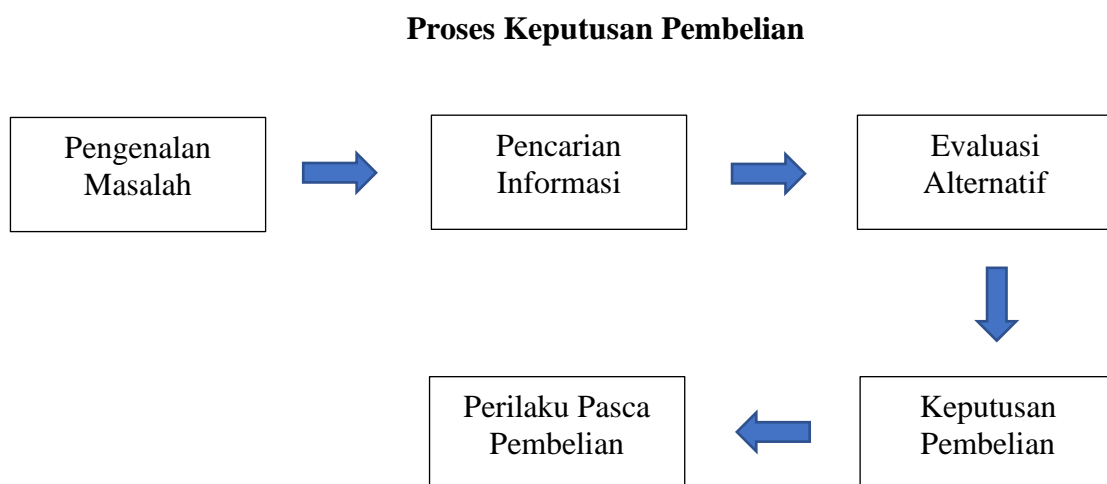 Proses Keputusan Pembelian
Pengenalan
Masalah
Pencarian
Informasi
Evaluasi
Alternatif
Keputusan
Pembelian
Perilaku Pasca
Pembelian